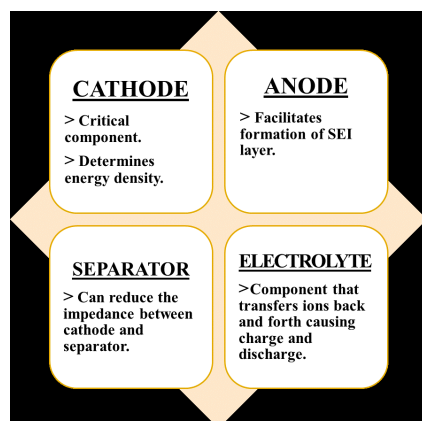 CATHODE
> Critical
component.
> Determines
energy density.
ANODE
> Facilitates
formation of SEI
layer.
SEPARATOR
> Can reduce the
impedance between
cathode and
separator.
ELECTROLYTE
>Component that
transfers ions back
and forth causing
charge and
discharge.